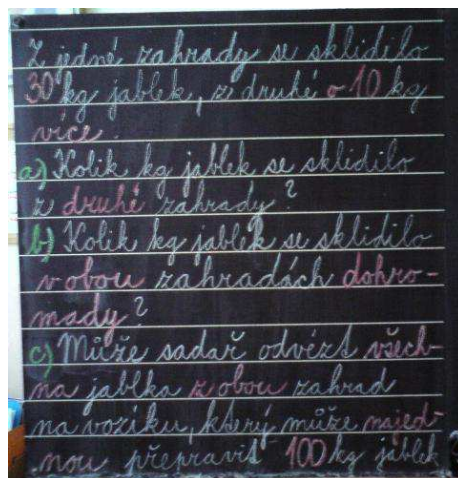 Z jedné zahrady se sklidilo
30 kg jablek, z druhé o 10 kg
více.
a) Kolik kg jablek se sklidilo
z druhé zahrady?
b) Kolik kg jablek se sklidilo
v obou zahradách dohro-
mady?
c) Může sadař odvézt všech-
na jablka z obou zahrad
na vozíku, který může najed-
nou přepravit 100 kg jablek